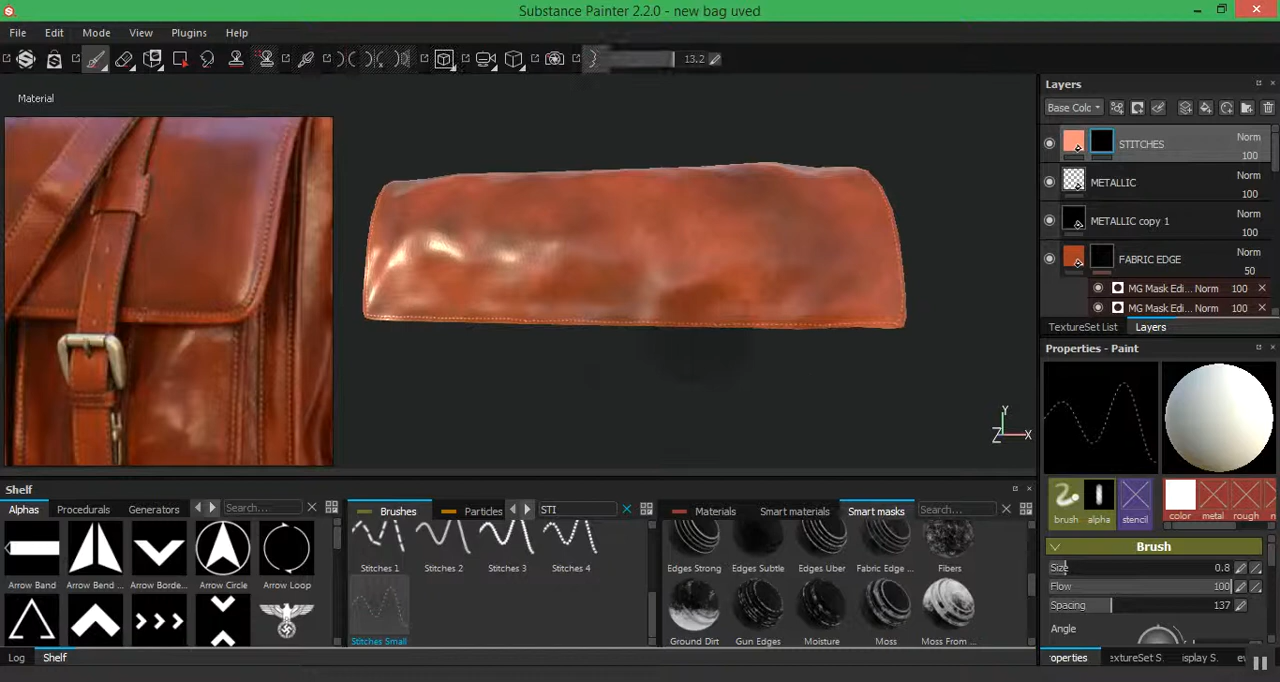 Substance Painter 2.2.0 - new bag uved
File Edit Mode View Plugins Help
13.2
Material
Layers
Base Colc
STITCHES Norm 100
METALLIC Norm 100
METALLIC copy 1 Norm 100
FABRIC EDGE Norm 50
MG Mask Edi... Norm 100
MG Mask Edi... Norm 100
TextureSet List Layers
Properties - Paint
brush alpha stencil color metal rough
Brush
Size 0.8
Flow 100
Spacing 137
Angle
roperties extureSet S. isplay S.
Shelf
Alphas Procedurals Generators Search...
Arrow Band Arrow Bend ... Arrow Borde... Arrow Circle Arrow Loop
Brushes Particles STI
Stitches 1 Stitches 2 Stitches 3 Stitches 4
Stitches Small
Materials Smart materials Smart masks Search...
Edges Strong Edges Subtle Edges Uber Fabric Edge ... Fibers
Ground Dirt Gun Edges Moisture Moss Moss From ...
Log Shelf
Y
Z X